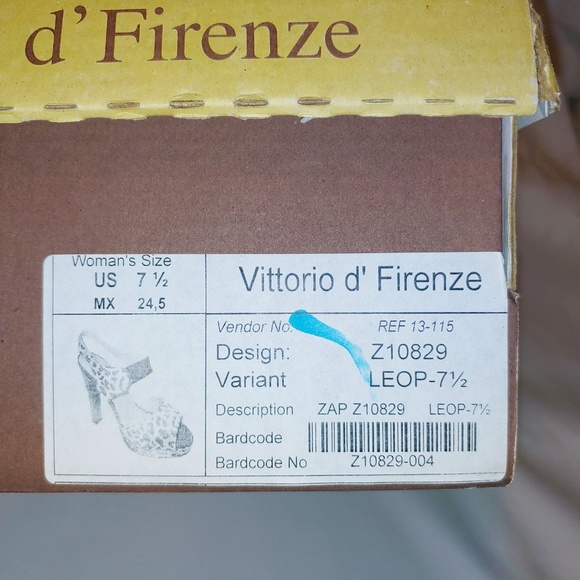 d’Firenze
Woman's Size
US 7 ½
MX 24,5
Vittorio d' Firenze
Vendor No. REF 13-115
Design: Z10829
Variant LEOP-7½
Description ZAP Z10829 LEOP-7½
Bardcode
Bardcode No Z10829-004